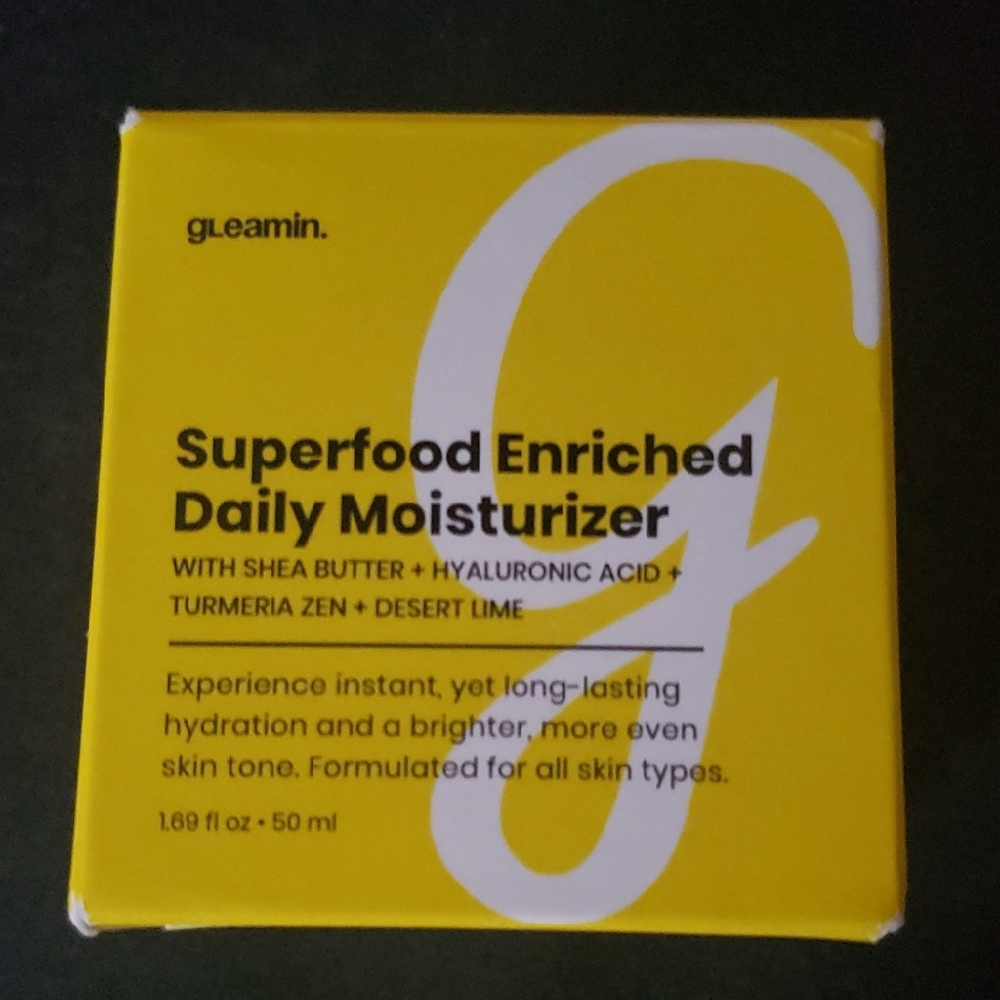 gLeamin.
Superfood Enriched
Daily Moisturizer
WITH SHEA BUTTER + HYALURONIC ACID +
TURMERIA ZEN + DESERT LIME
Experience instant, yet long-lasting
hydration and a brighter, more even
skin tone. Formulated for all skin types.
1.69 fl oz • 50 ml